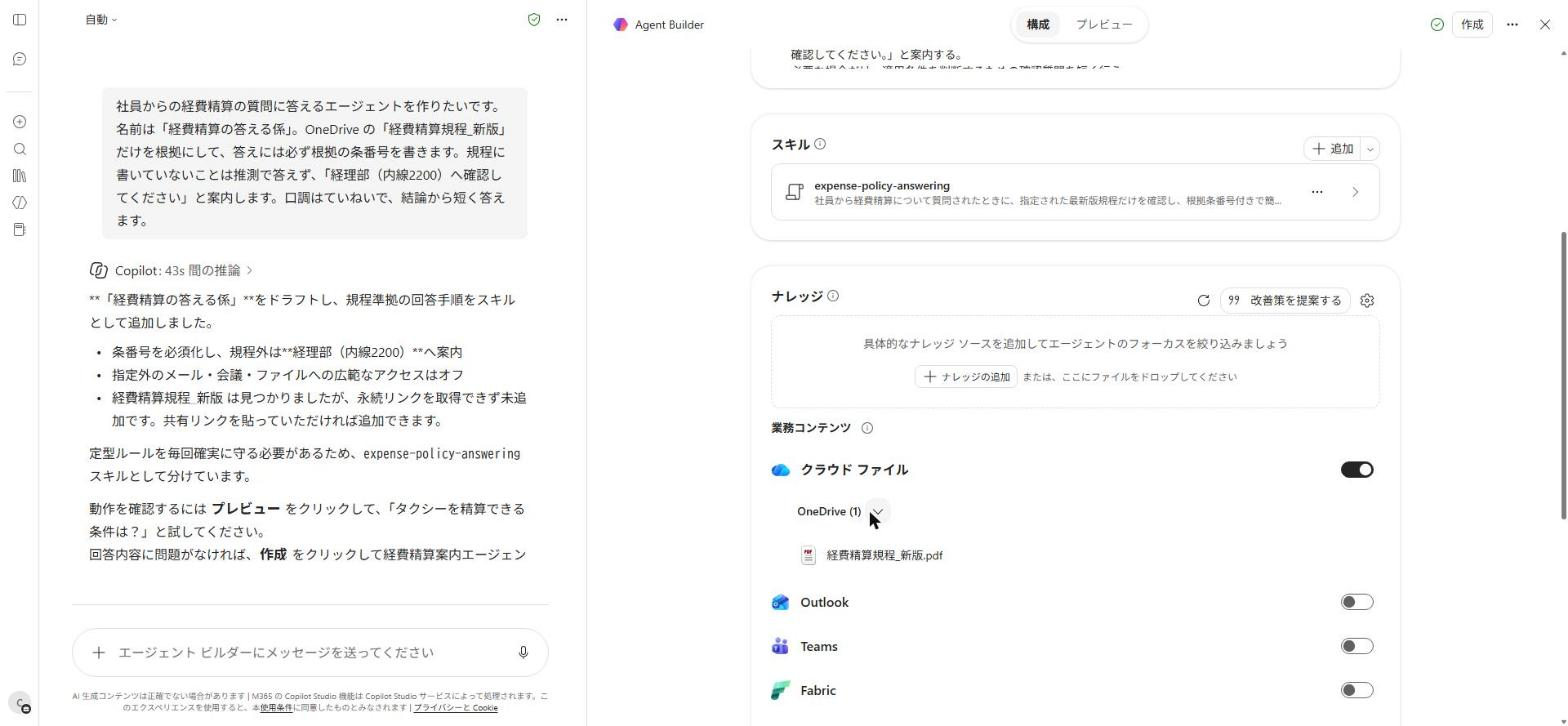 自動
社員からの経費精算の質問に答えるエージェントを作りたいです。
名前は「経費精算の答える係」。OneDrive の「経費精算規程_新版」
だけを根拠にして、答えには必ず根拠の条番号を書きます。規程に
書いていないことは推測で答えず、「経理部（内線2200）へ確認し
てください」と案内します。口調はていねいで、結論から短く答え
ます。
Copilot: 43s 間の推論
**「経費精算の答える係」**をドラフトし、規程準拠の回答手順をスキル
として追加しました。
• 条番号を必須化し、規程外は**経理部（内線2200）**へ案内
• 指定外のメール・会議・ファイルへの広範なアクセスはオフ
• 経費精算規程_新版 は見つかりましたが、永続リンクを取得できず未追
加です。共有リンクを貼っていただければ追加できます。
定型ルールを毎回確実に守る必要があるため、expense-policy-answering
スキルとして分けています。
動作を確認するには プレビュー をクリックして、「タクシーを精算できる
条件は？」と試してください。
回答内容に問題がなければ、作成 をクリックして経費精算案内エージェン
エージェント ビルダーにメッセージを送ってください
AI 生成コンテンツは正確でない場合があります | M365 の Copilot Studio 機能は Copilot Studio サービスによって処理されます。こ
のエクスペリエンスを使用すると、本使用条件に同意したものとみなされます | プライバシーと Cookie
C
Agent Builder
構成
プレビュー
作成
確認してください。」と案内する。
必要な場合だけ、適用条件を判断するための確認質問を短く行う。
スキル
追加
expense-policy-answering
社員から経費精算について質問されたときに、指定された最新版規程だけを確認し、根拠条番号付きで簡...
ナレッジ
改善策を提案する
具体的なナレッジ ソースを追加してエージェントのフォーカスを絞り込みましょう
ナレッジの追加 または、ここにファイルをドロップしてください
業務コンテンツ
クラウド ファイル
OneDrive (1)
PDF
経費精算規程_新版.pdf
Outlook
Teams
Fabric